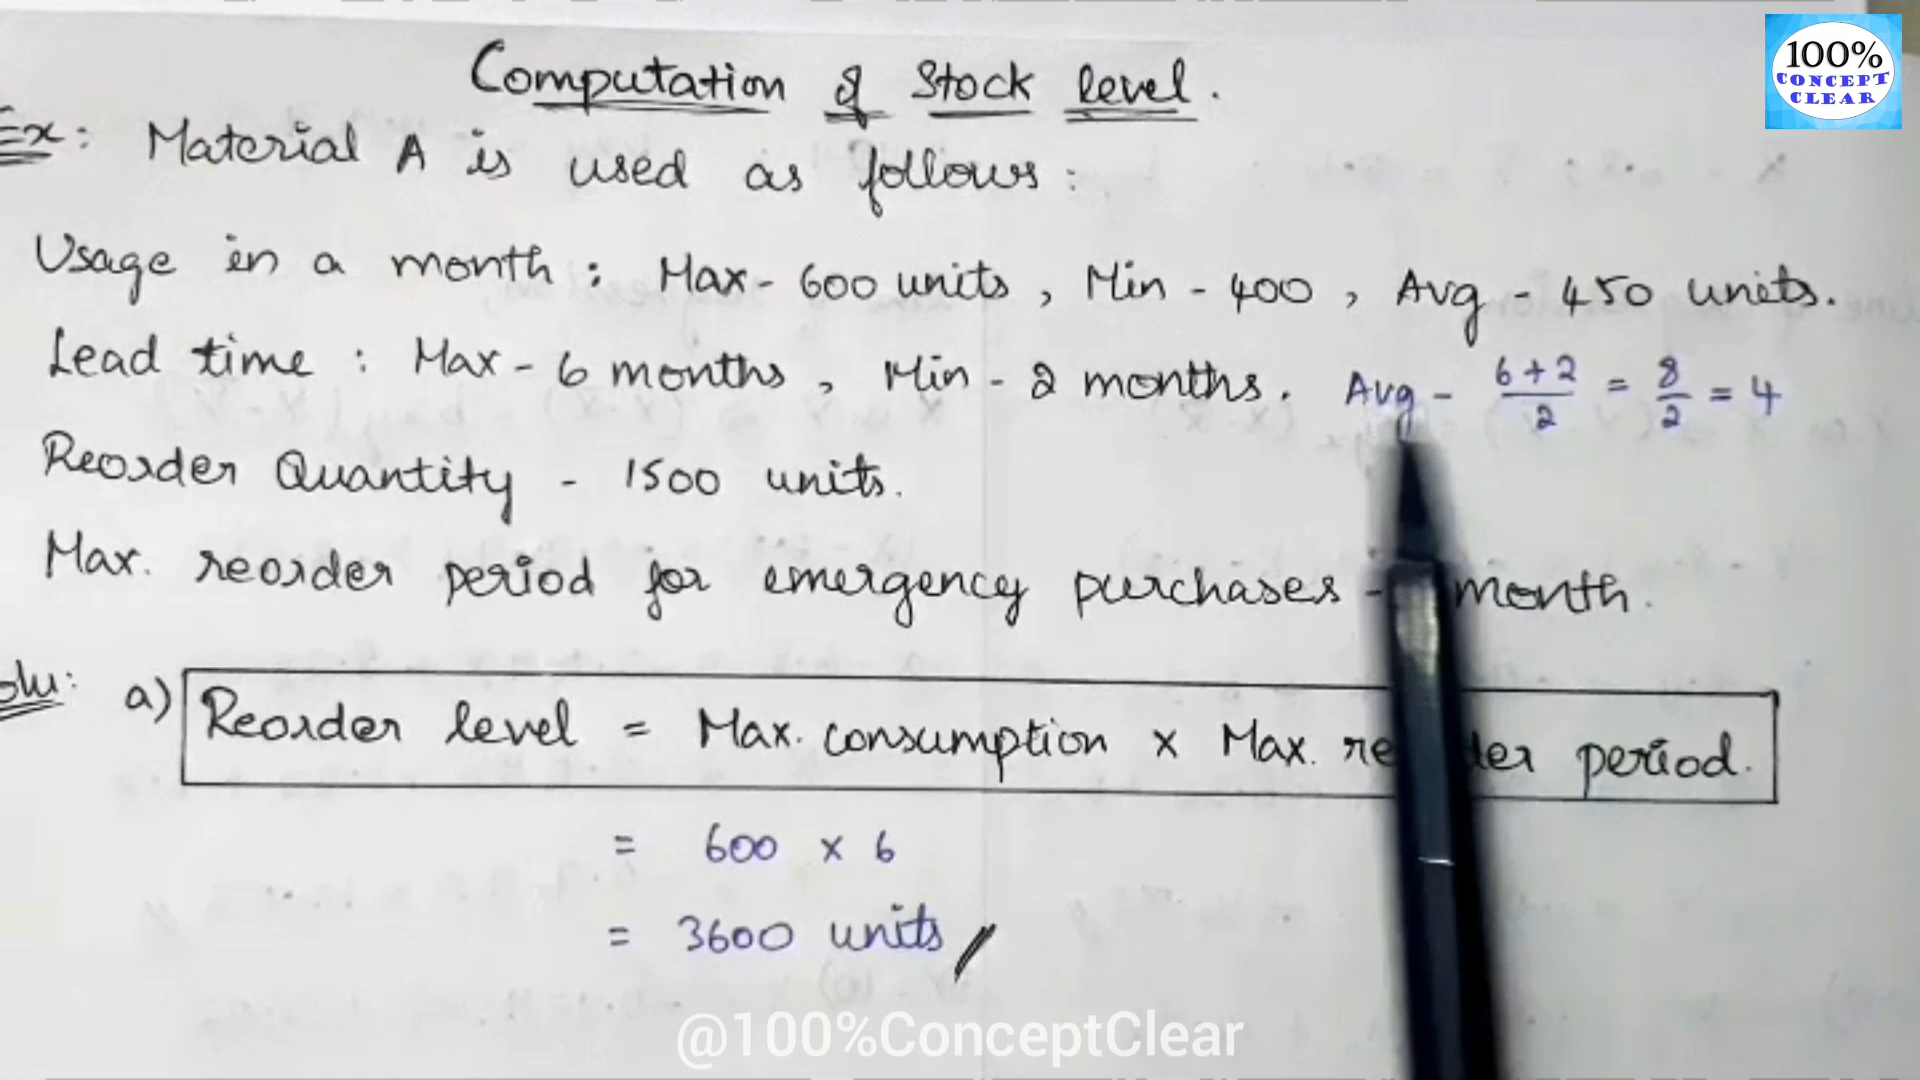 100%
CONCEPT
CLEAR
Computation of Stock level.
Ex: Material A is used as follows:
Usage in a month : Max - 600 units, Min - 400, Avg - 450 units.
Lead time : Max - 6 months, Min - 2 months. Avg - 6+2/2 = 8/2 = 4
Reorder Quantity - 1500 units.
Max. reorder period for emergency purchases - month.
a) Reorder level = Max. consumption x Max. period.
= 600 x 6
= 3600 units
@100%ConceptClear